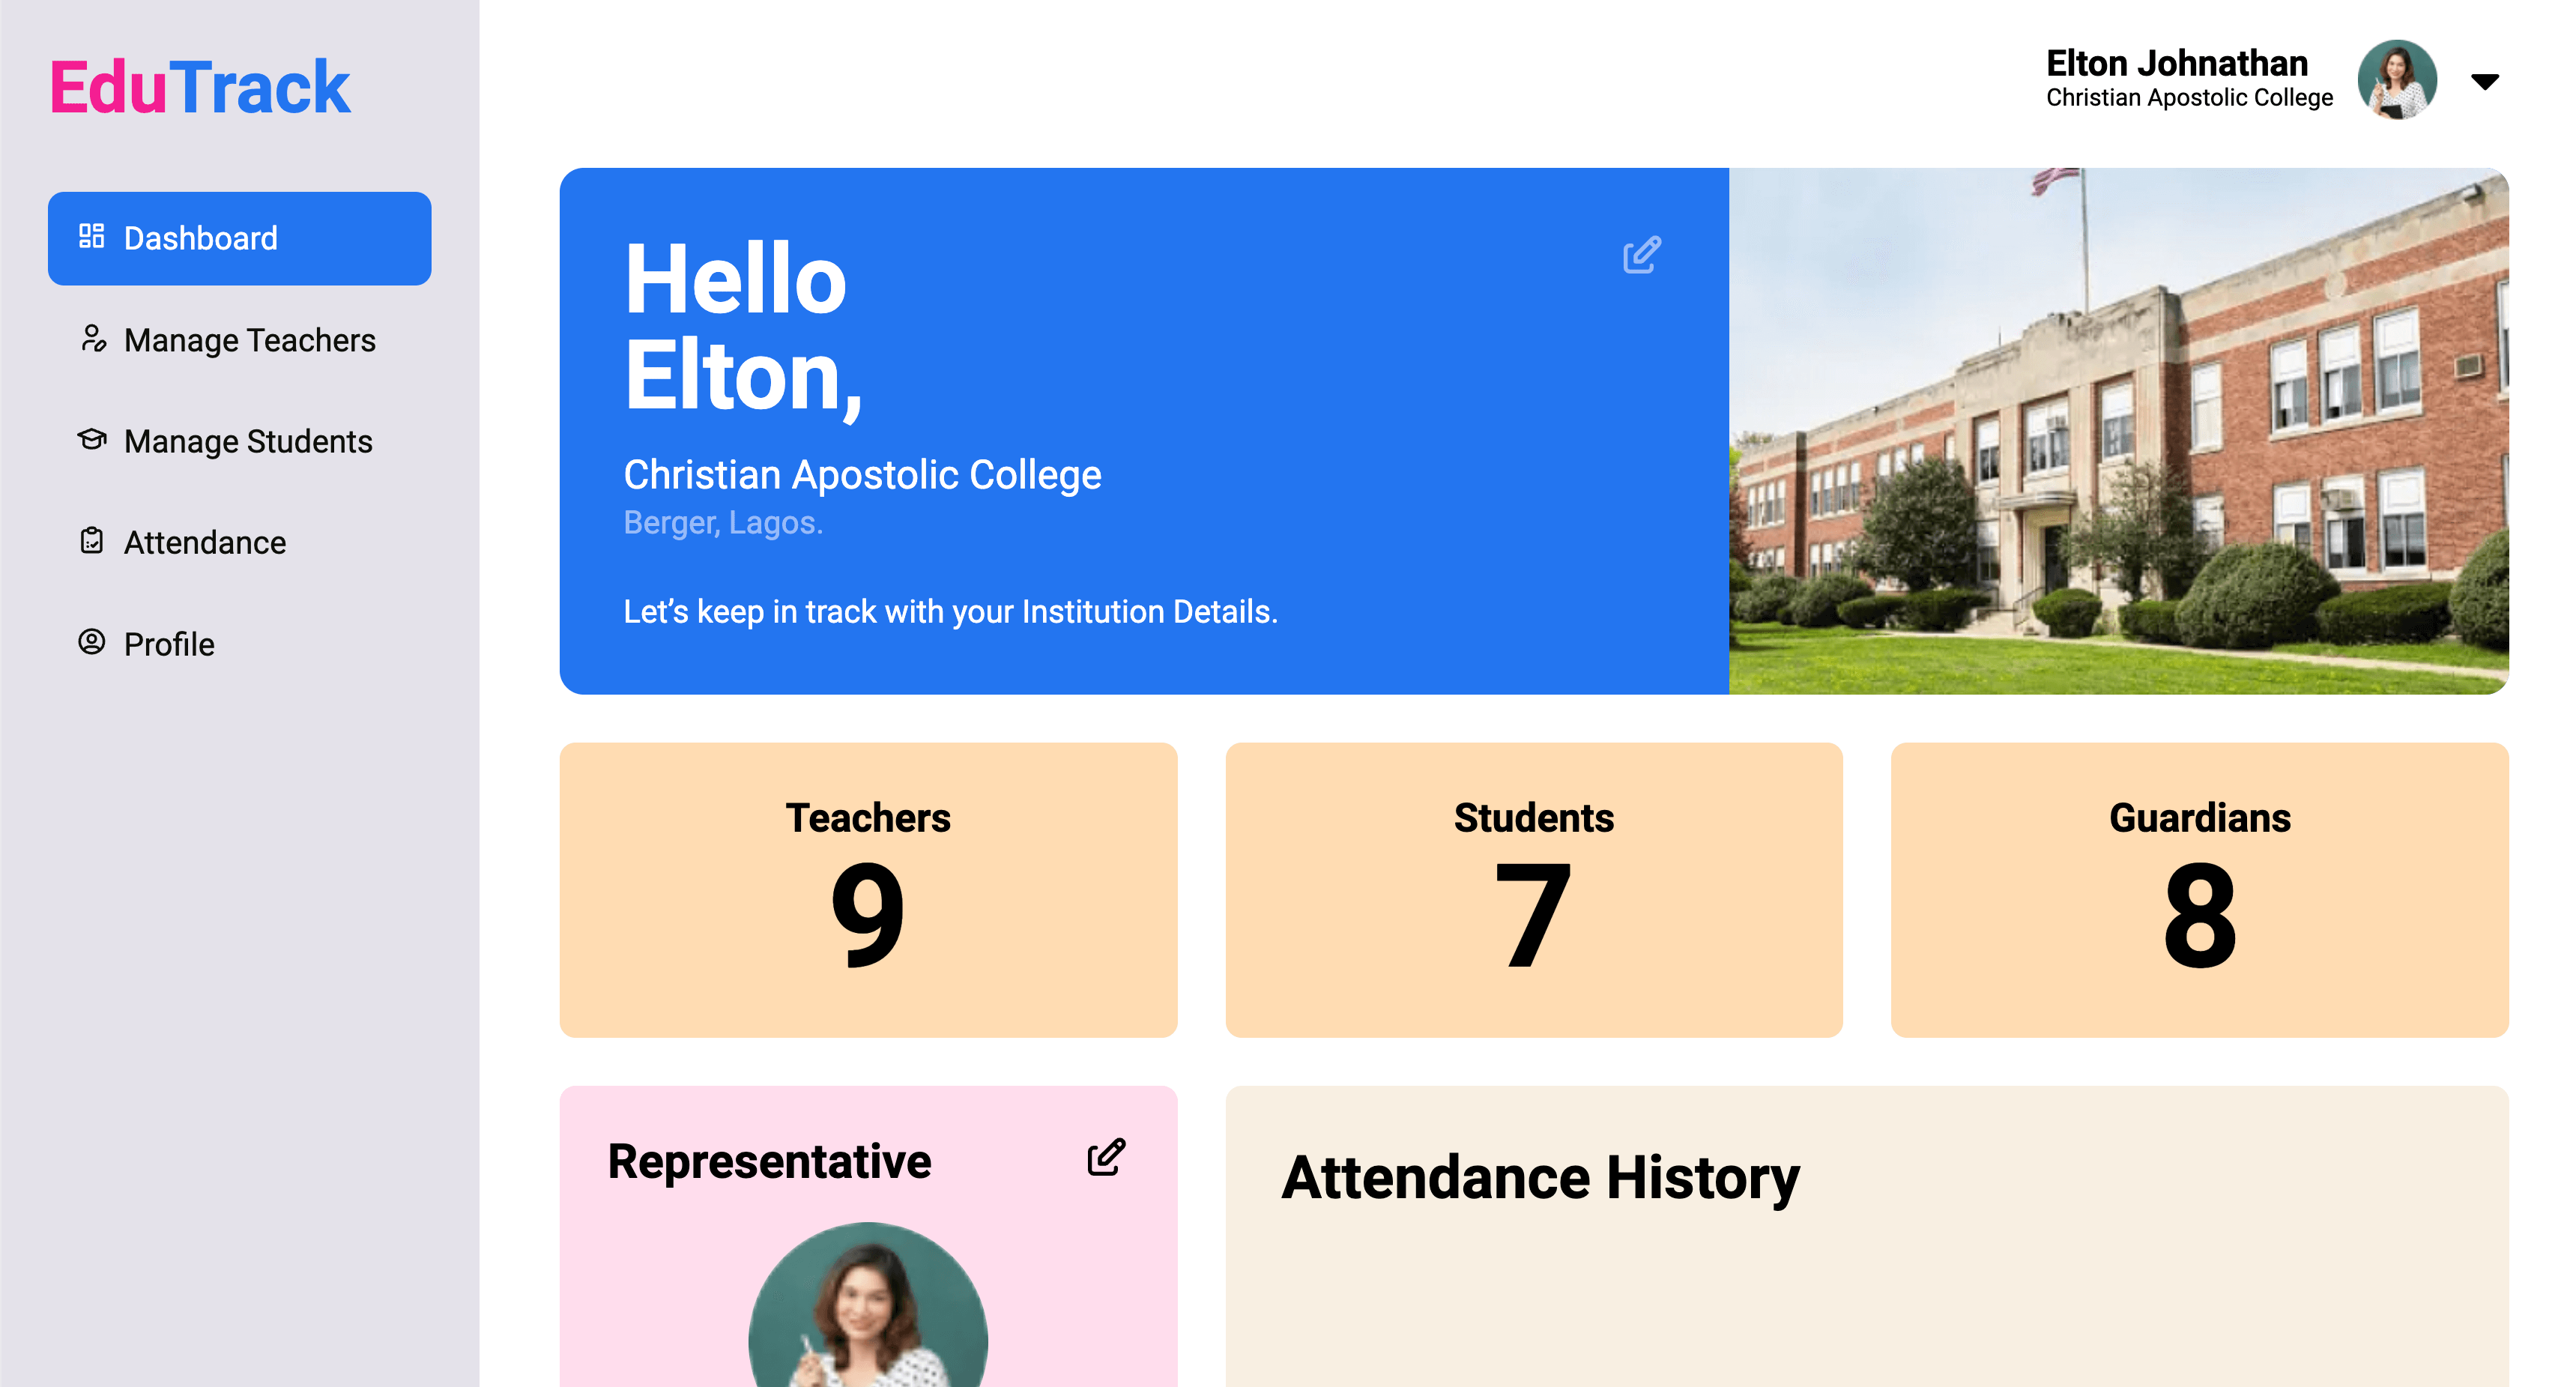 EduTrack
Elton Johnathan
Christian Apostolic College
Dashboard
Manage Teachers
Manage Students
Attendance
Profile
Hello
Elton,
Christian Apostolic College
Berger, Lagos.
Let’s keep in track with your Institution Details.
Teachers
9
Students
7
Guardians
8
Representative
Attendance History